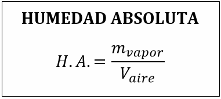 HUMEDAD ABSOLUTA
H.A. = m_vapor / V_aire